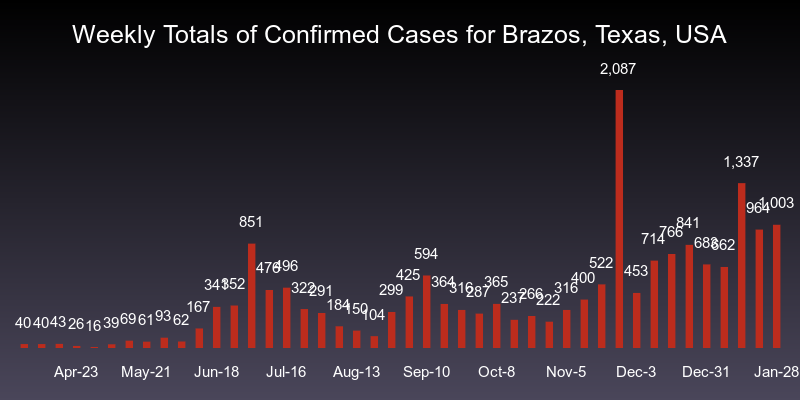 Weekly Totals of Confirmed Cases for Brazos, Texas, USA
40 40 43 26 16 39 69 61 93 62 167 341 352 851 476 496 322 291 184 150 104 299 425 594 364 316 287 365 237 266 222 316 400 522 2,087 453 714 766 841 683 662 1,337 964 1,003
Apr-23 May-21 Jun-18 Jul-16 Aug-13 Sep-10 Oct-8 Nov-5 Dec-3 Dec-31 Jan-28